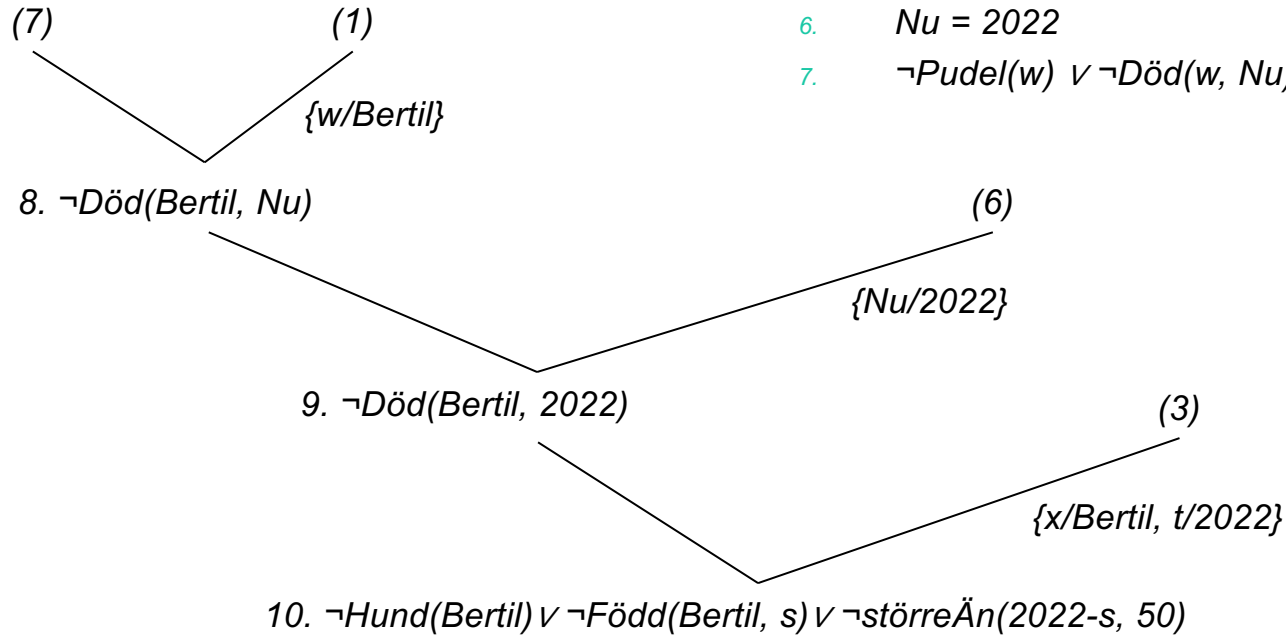 (7) (1) 6. Nu = 2022
7. ¬Pudel(w) ∨ ¬Död(w, Nu)
{w/Bertil}
8. ¬Död(Bertil, Nu) (6)
{Nu/2022}
9. ¬Död(Bertil, 2022) (3)
{x/Bertil, t/2022}
10. ¬Hund(Bertil) ∨ ¬Född(Bertil, s) ∨ ¬störreÄn(2022-s, 50)